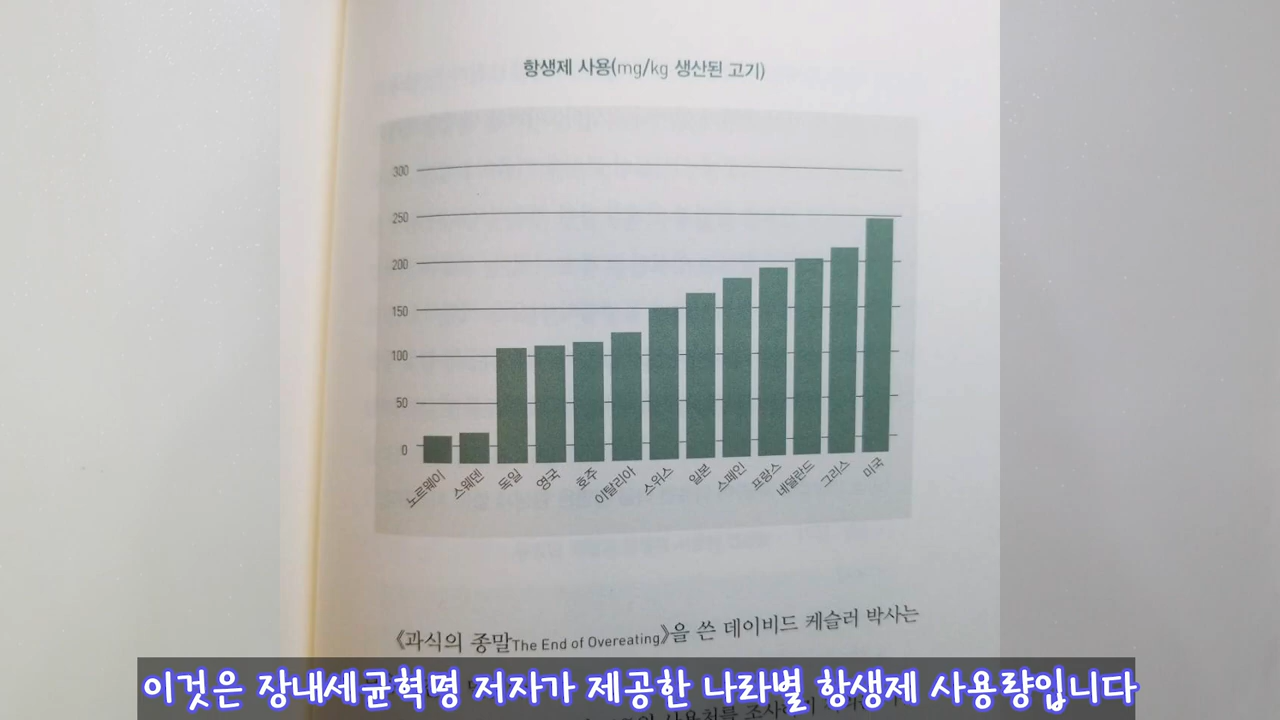 항생제 사용(mg/kg 생산된 고기)
300
250
200
150
100
50
0
노르웨이 스웨덴 독일 영국 호주 이탈리아 스위스 일본 스페인 프랑스 네덜란드 그리스 미국
《과식의 종말The End of Overeating》을 쓴 데이비드 케슬러 박사는
이것은 장내세균혁명 저자가 제공한 나라별 항생제 사용량입니다